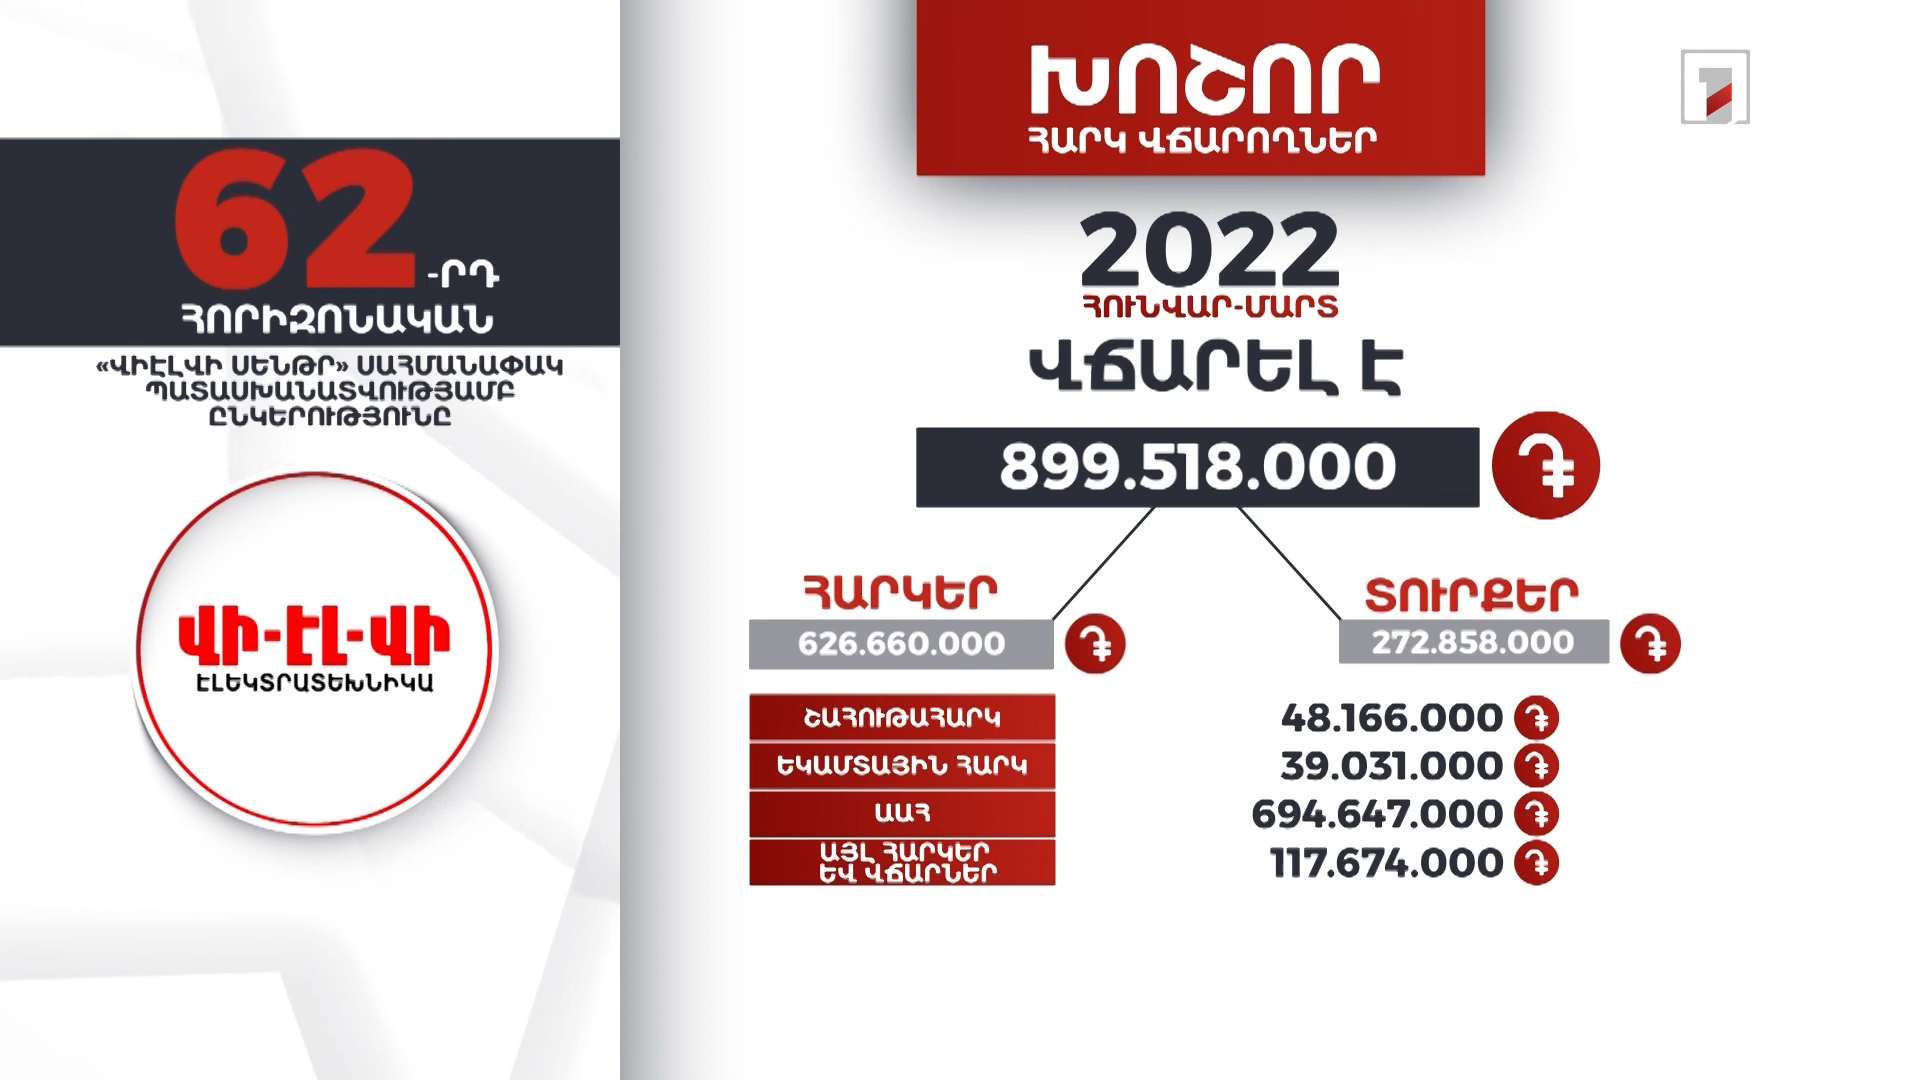 62-ՐԴ
ՀՈՐԻԶՈՆԱԿԱՆ
«ՎԻԷԼՎԻ ՍԵՆԹՐ» ՍԱՀՄԱՆԱՓԱԿ
ՊԱՏԱՍԽԱՆԱՏՎՈՒԹՅԱՄԲ
ԸՆԿԵՐՈՒԹՅՈՒՆԸ
ՎԻ-ԷԼ-ՎԻ
ԷԼԵԿՏՐԱՏԵԽՆԻԿԱ
ԽՈՇՈՐ
ՀԱՐԿ ՎՃԱՐՈՂՆԵՐ
1
2022
ՀՈՒՆՎԱՐ-ՄԱՐՏ
ՎՃԱՐԵԼ Է
899.518.000 ֏
ՀԱՐԿԵՐ
626.660.000 ֏
ՏՈՒՐՔԵՐ
272.858.000 ֏
ՇԱՀՈՒԹԱՀԱՐԿ 48.166.000 ֏
ԵԿԱՄՏԱՅԻՆ ՀԱՐԿ 39.031.000 ֏
ԱԱՀ 694.647.000 ֏
ԱՅԼ ՀԱՐԿԵՐ
ԵՎ ՎՃԱՐՆԵՐ 117.674.000 ֏